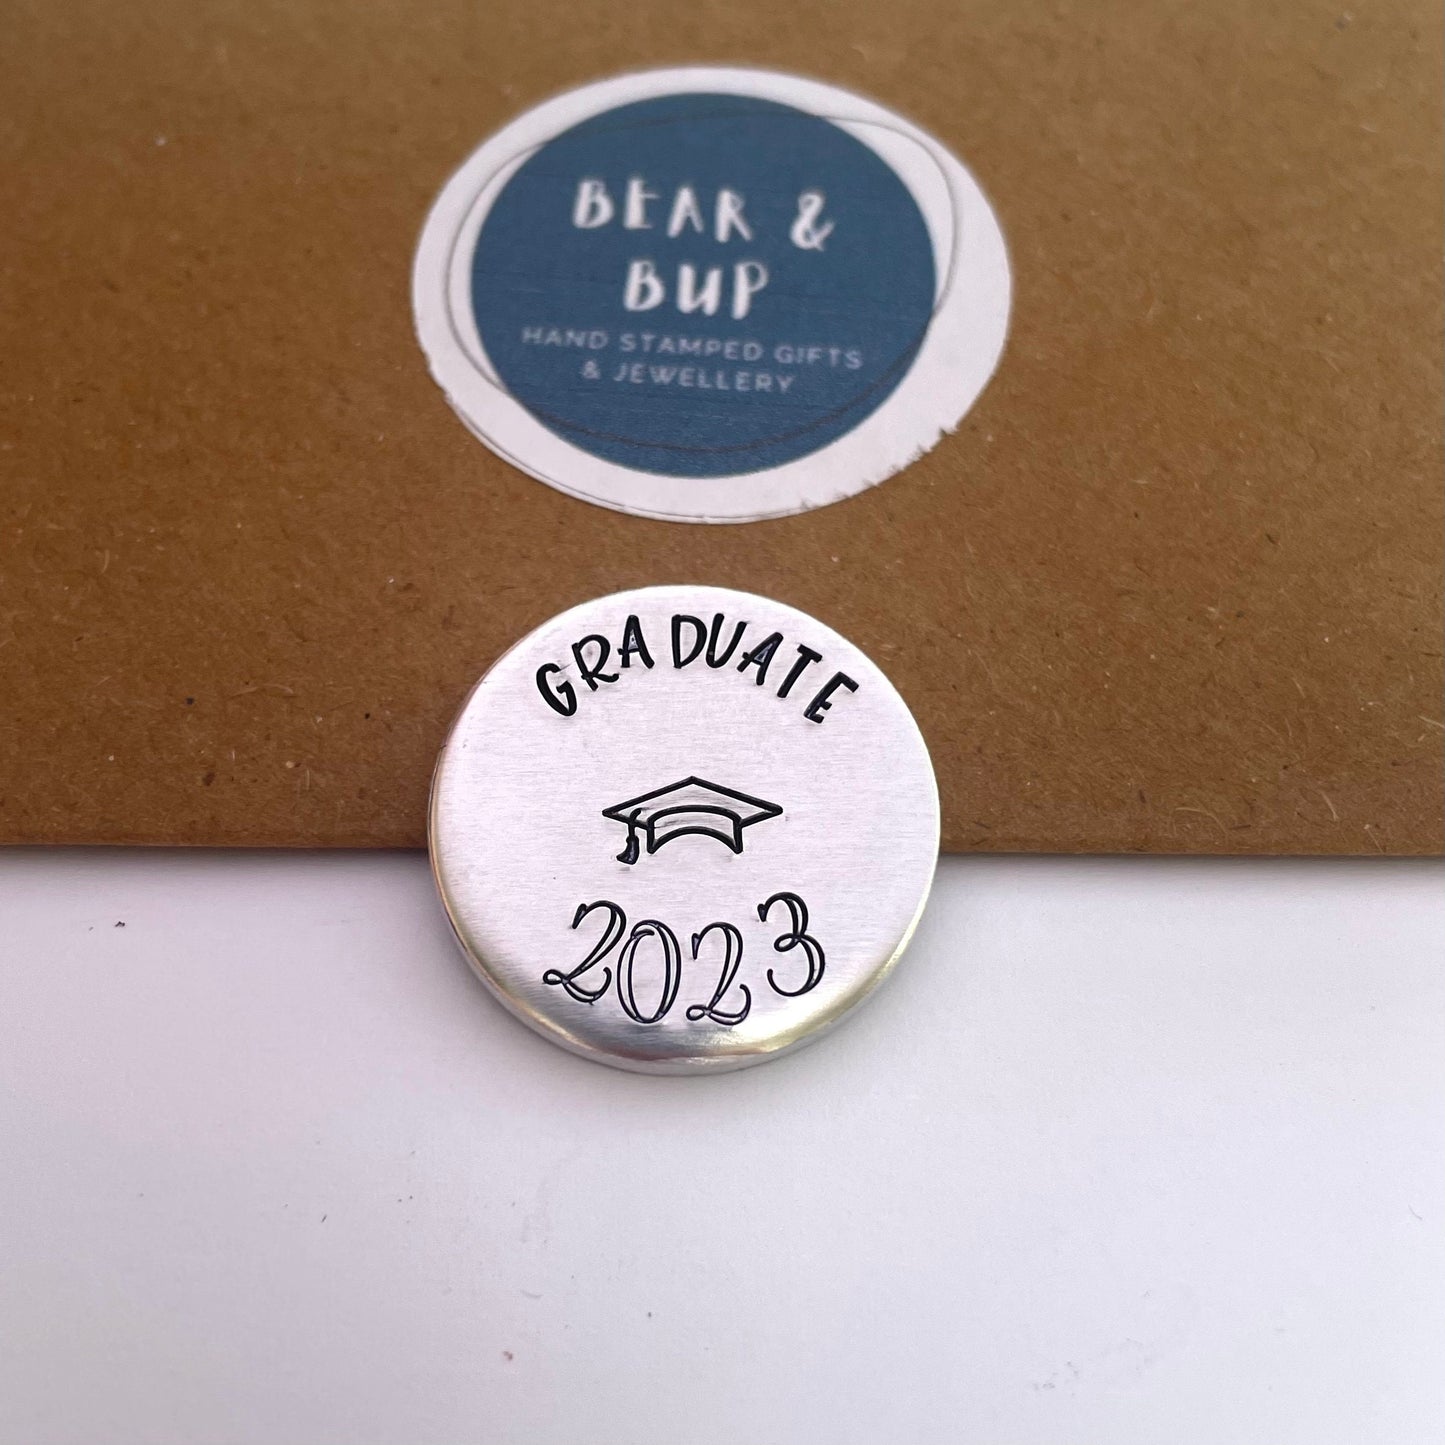 BEAR &
BUP
HAND STAMPED GIFTS
& JEWELLERY
GRADUATE
2023